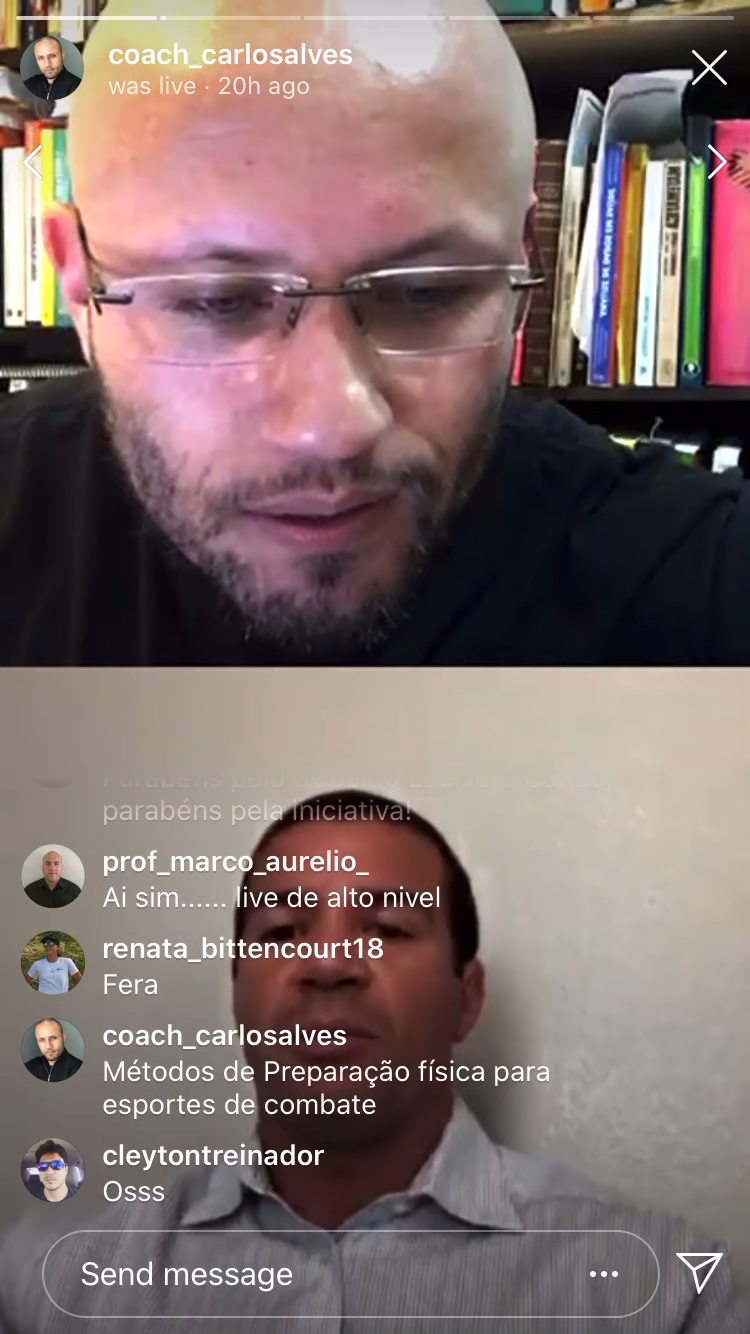 coach_carlosalves
was live · 20h ago
parabéns pela iniciativa!
prof_marco_aurelio_
Ai sim...... live de alto nivel
renata_bittencourt18
Fera
coach_carlosalves
Métodos de Preparação física para
esportes de combate
cleytontreinador
Osss
Send message